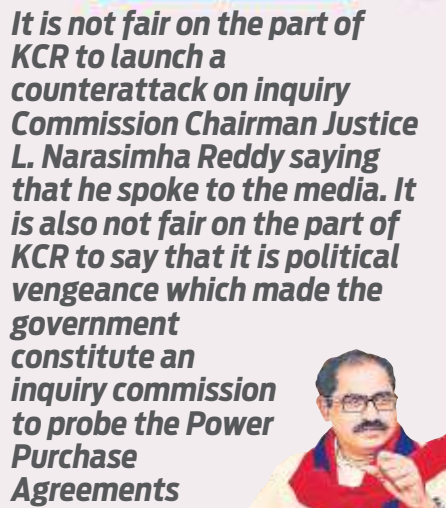 It is not fair on the part of
KCR to launch a
counterattack on inquiry
Commission Chairman Justice
L. Narasimha Reddy saying
that he spoke to the media. It
is also not fair on the part of
KCR to say that it is political
vengeance which made the
government
constitute an
inquiry commission
to probe the Power
Purchase
Agreements